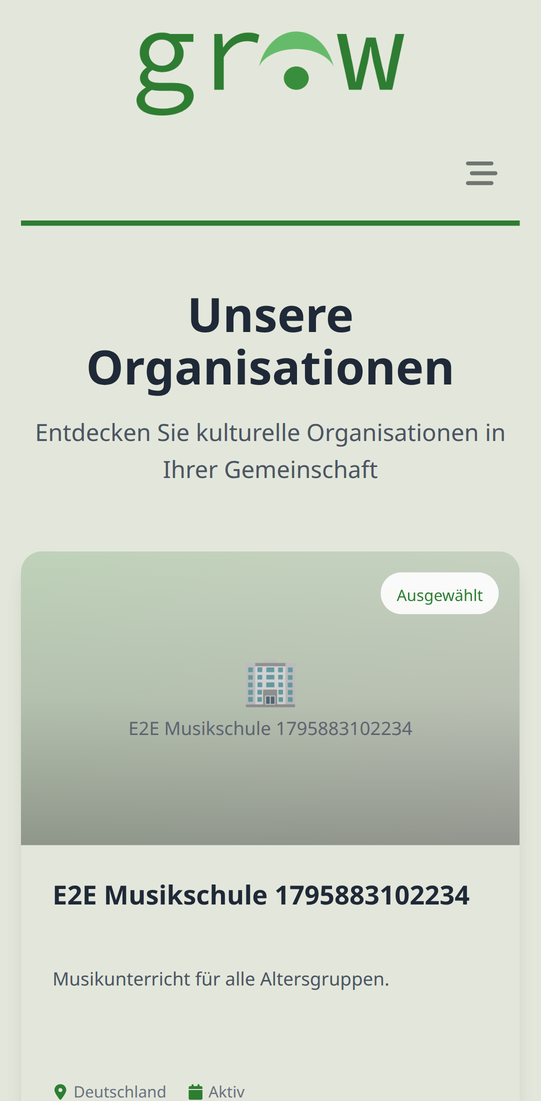 grow
Unsere
Organisationen
Entdecken Sie kulturelle Organisationen in
Ihrer Gemeinschaft
Ausgewählt
E2E Musikschule 1795883102234
E2E Musikschule 1795883102234
Musikunterricht für alle Altersgruppen.
Deutschland Aktiv